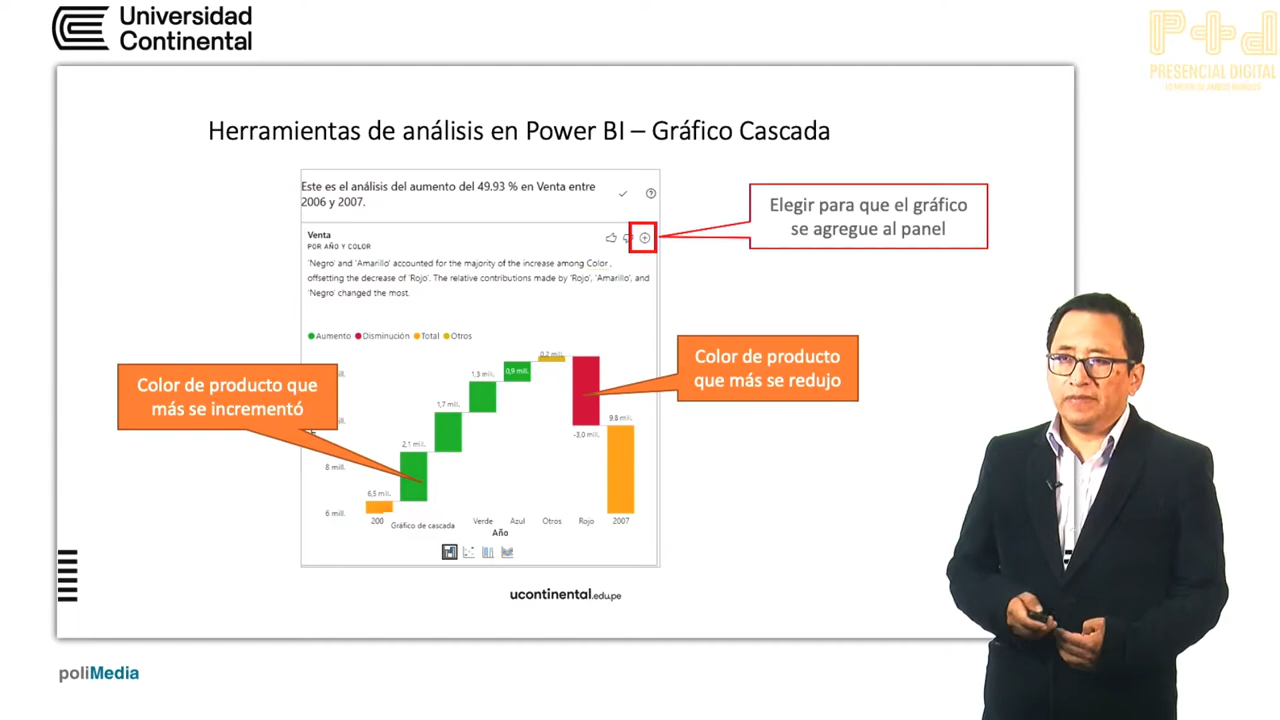 Universidad
Continental
P+d
PRESENCIAL DIGITAL
Herramientas de análisis en Power BI – Gráfico Cascada
Este es el análisis del aumento del 49.93 % en Venta entre
2006 y 2007.
Elegir para que el gráfico
se agregue al panel
Venta
POR AÑO Y COLOR
'Negro' and 'Amarillo' accounted for the majority of the increase among Color ,
offsetting the decrease of 'Rojo'. The relative contributions made by 'Rojo', 'Amarillo', and
'Negro' changed the most.
Aumento Disminución Total Otros
Color de producto que
más se incrementó
Color de producto
que más se redujo
0,2 mil.
0,9 mil.
1,3 mil.
1,7 mil.
2,1 mil.
-3,0 mil.
9.8 mil.
8 mill.
6,5 mil.
6 mill.
200 Gráfico de cascada Verde Azul Otros Rojo 2007
Año
ucontinental.edu.pe
poliMedia